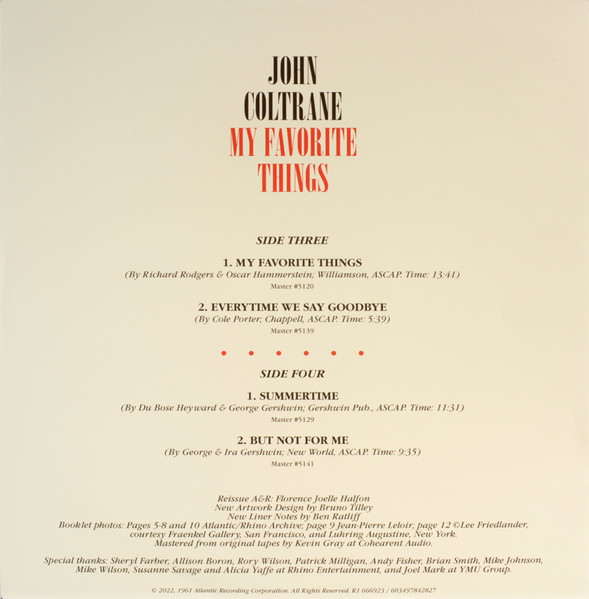 JOHN
COLTRANE
MY FAVORITE
THINGS
SIDE THREE
1. MY FAVORITE THINGS
(By Richard Rodgers & Oscar Hammerstein; Williamson, ASCAP. Time: 13:41)
Master #5120
2. EVERYTIME WE SAY GOODBYE
(By Cole Porter; Chappell, ASCAP. Time: 5:39)
Master #5139
SIDE FOUR
1. SUMMERTIME
(By Du Bose Heyward & George Gershwin; Gershwin Pub., ASCAP. Time: 11:31)
Master #5129
2. BUT NOT FOR ME
(By George & Ira Gershwin; New World, ASCAP. Time: 9:35)
Master #5141
Reissue A&R: Florence Joelle Halfon
New Artwork Design by Bruno Tilley
New Liner Notes by Ben Ratliff
Booklet photos: Pages 5-8 and 10 Atlantic/Rhino Archive; page 9 Jean-Pierre Leloir; page 12 ©Lee Friedlander,
courtesy Fraenkel Gallery, San Francisco, and Luhring Augustine, New York.
Mastered from original tapes by Kevin Gray at Cohearent Audio.
Special thanks: Sheryl Farber, Allison Boron, Rory Wilson, Patrick Milligan, Andy Fisher, Brian Smith, Mike Johnson,
Mike Wilson, Susanne Savage and Alicia Yaffe at Rhino Entertainment, and Joel Mark at YMU Group.
© 2022, 1961 Atlantic Recording Corporation. All Rights Reserved. R1 666923 / 603497842827